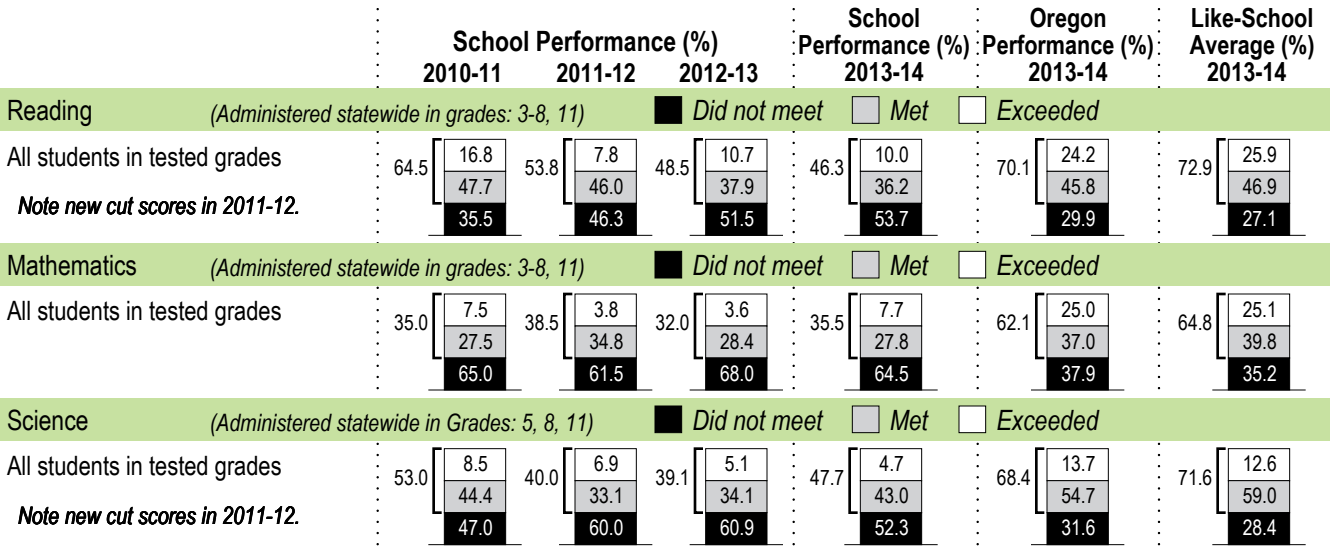 School Performance (%)
2010-11 2011-12 2012-13
School
Performance (%)
2013-14
Oregon
Performance (%)
2013-14
Like-School
Average (%)
2013-14
Reading (Administered statewide in grades: 3-8, 11) Did not meet Met Exceeded
All students in tested grades
Note new cut scores in 2011-12.
64.5 16.8 53.8 7.8 48.5 10.7 46.3 10.0 70.1 24.2 72.9 25.9
47.7 46.0 37.9 36.2 45.8 46.9
35.5 46.3 51.5 53.7 29.9 27.1
Mathematics (Administered statewide in grades: 3-8, 11) Did not meet Met Exceeded
All students in tested grades
35.0 7.5 38.5 3.8 32.0 3.6 35.5 7.7 62.1 25.0 64.8 25.1
27.5 34.8 28.4 27.8 37.0 39.8
65.0 61.5 68.0 64.5 37.9 35.2
Science (Administered statewide in Grades: 5, 8, 11) Did not meet Met Exceeded
All students in tested grades
Note new cut scores in 2011-12.
53.0 8.5 40.0 6.9 39.1 5.1 47.7 4.7 68.4 13.7 71.6 12.6
44.4 33.1 34.1 43.0 54.7 59.0
47.0 60.0 60.9 52.3 31.6 28.4